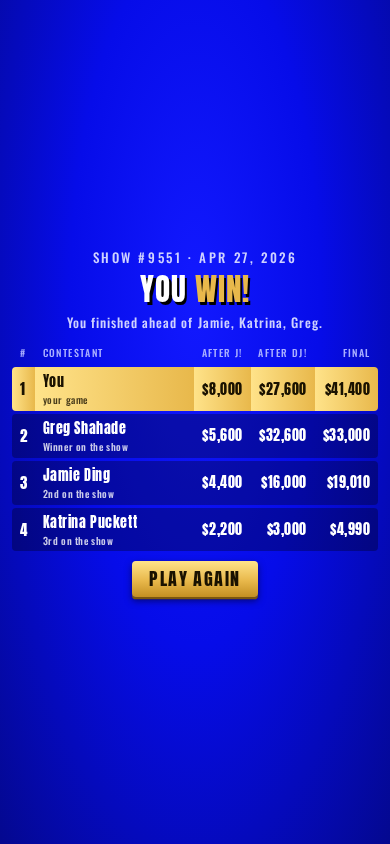 SHOW #9551 · APR 27, 2026
YOU WIN!
You finished ahead of Jamie, Katrina, Greg.
# CONTESTANT AFTER J! AFTER DJ! FINAL
1 You $8,000 $27,600 $41,400
your game
2 Greg Shahade $5,600 $32,600 $33,000
Winner on the show
3 Jamie Ding $4,400 $16,000 $19,010
2nd on the show
4 Katrina Puckett $2,200 $3,000 $4,990
3rd on the show
PLAY AGAIN